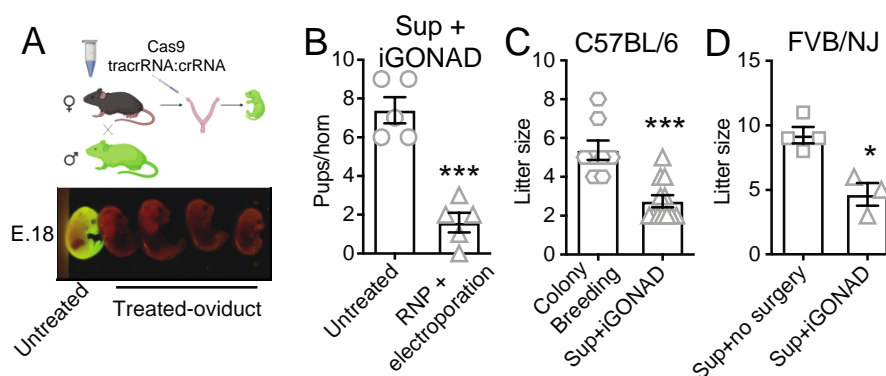 A
Cas9
tracrRNA:crRNA
♀
×
♂
E.18
Untreated
Treated-oviduct
B
Sup +
iGONAD
Pups/horn
10
8
6
4
2
0
***
Untreated
RNP +
electroporation
C
C57BL/6
Litter size
10
8
6
4
2
0
***
Colony
Breeding
Sup+iGONAD
D
FVB/NJ
Litter size
15
10
5
0
*
Sup+no surgery
Sup+iGONAD